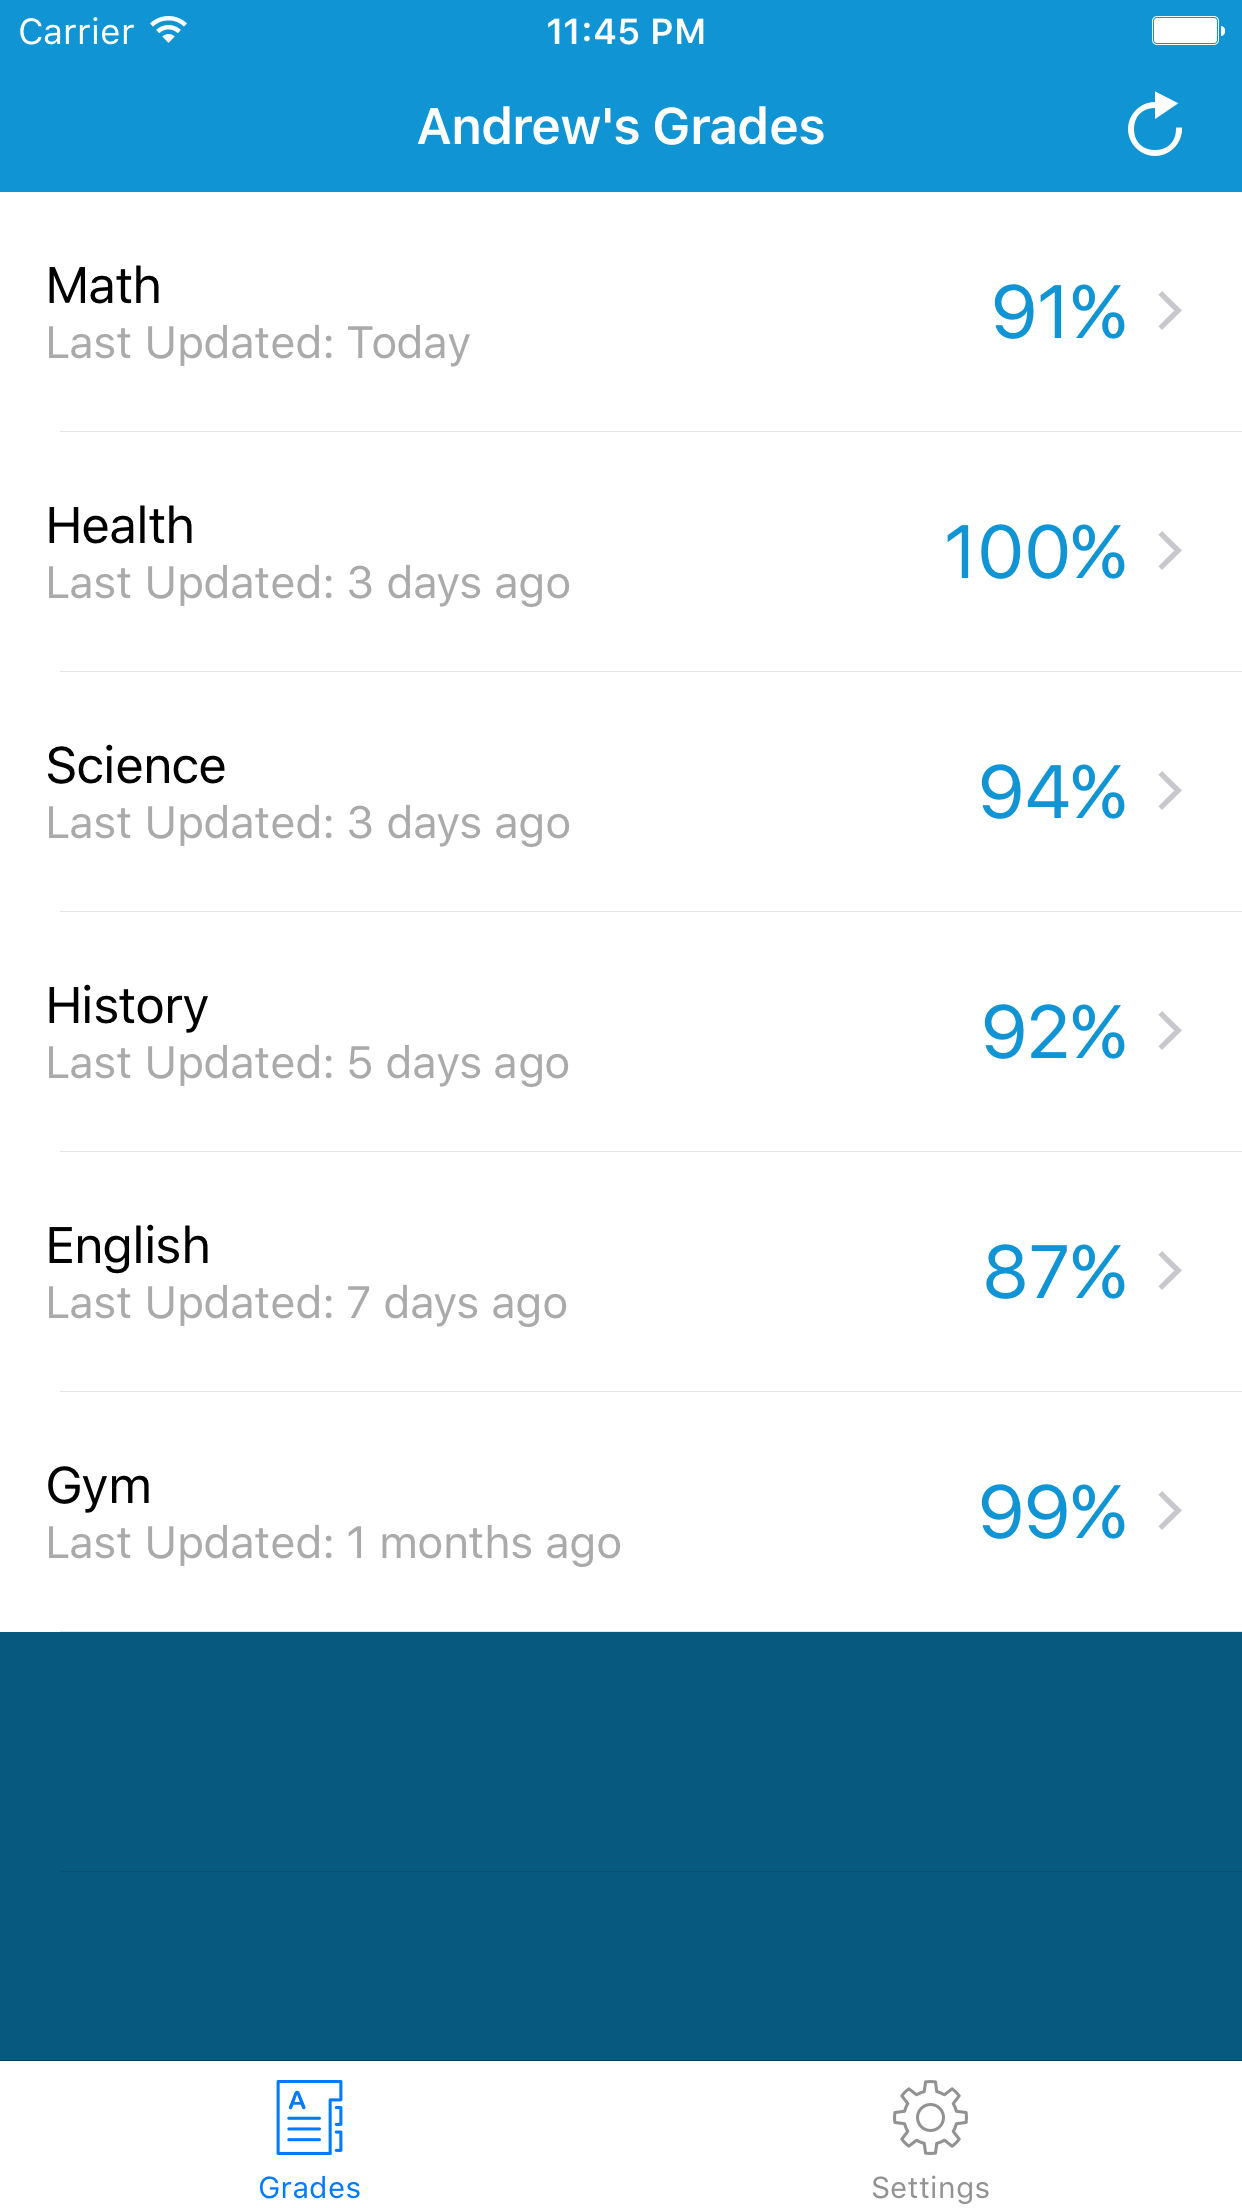 Carrier 11:45 PM
Andrew's Grades
Math
Last Updated: Today
91%
Health
Last Updated: 3 days ago
100%
Science
Last Updated: 3 days ago
94%
History
Last Updated: 5 days ago
92%
English
Last Updated: 7 days ago
87%
Gym
Last Updated: 1 months ago
99%
A
Grades
Settings